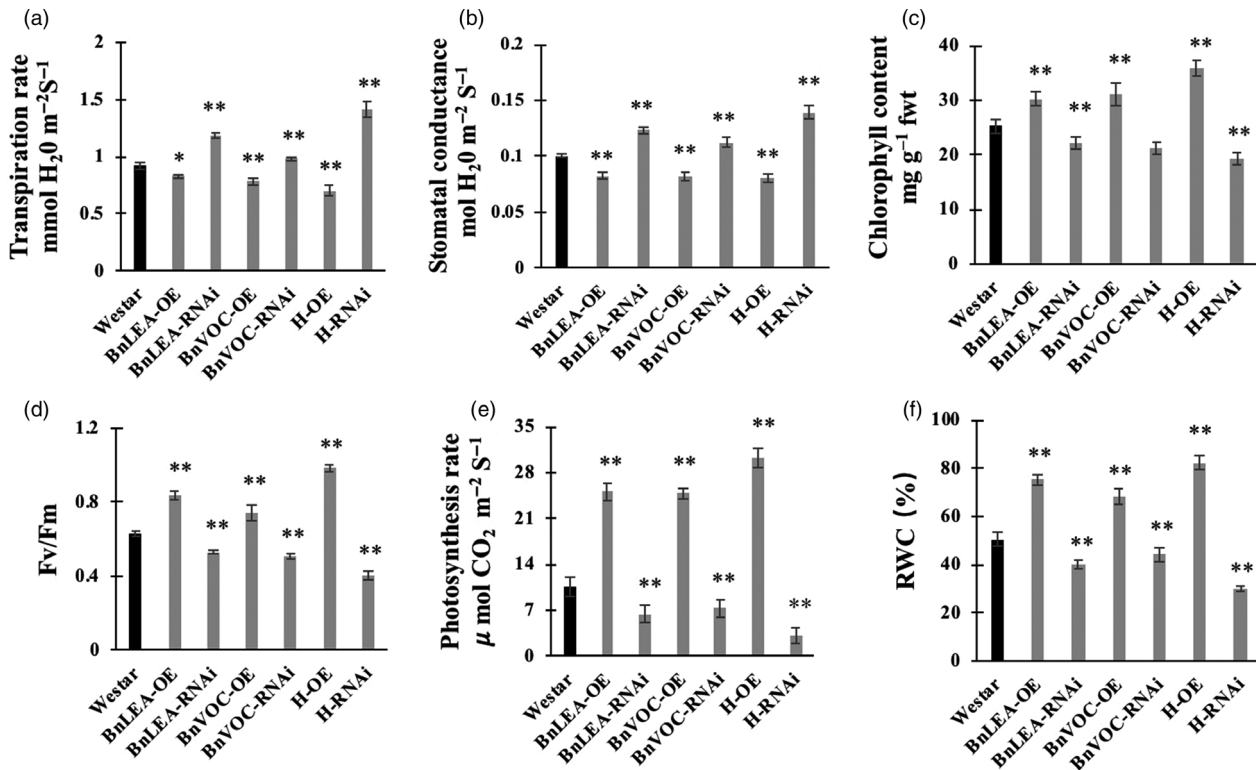 (a)
Transpiration rate
mmol H₂0 m⁻²S⁻¹
2
1.5
1
0.5
0
*
**
**
**
**
**
Westar
BnLEA-OE
BnLEA-RNAi
BnVOC-OE
BnVOC-RNAi
H-OE
H-RNAi
(b)
Stomatal conductance
mol H₂0 m⁻² S⁻¹
0.2
0.15
0.1
0.05
0
**
**
**
**
**
**
Westar
BnLEA-OE
BnLEA-RNAi
BnVOC-OE
BnVOC-RNAi
H-OE
H-RNAi
(c)
Chlorophyll content
mg g⁻¹ fwt
40
30
20
10
0
**
**
**
**
**
Westar
BnLEA-OE
BnLEA-RNAi
BnVOC-OE
BnVOC-RNAi
H-OE
H-RNAi
(d)
Fv/Fm
1.2
0.8
0.4
0
**
**
**
**
**
**
Westar
BnLEA-OE
BnLEA-RNAi
BnVOC-OE
BnVOC-RNAi
H-OE
H-RNAi
(e)
Photosynthesis rate
μ mol CO₂ m⁻² S⁻¹
35
28
21
14
7
0
**
**
**
**
**
**
Westar
BnLEA-OE
BnLEA-RNAi
BnVOC-OE
BnVOC-RNAi
H-OE
H-RNAi
(f)
RWC (%)
100
80
60
40
20
0
**
**
**
**
**
**
Westar
BnLEA-OE
BnLEA-RNAi
BnVOC-OE
BnVOC-RNAi
H-OE
H-RNAi